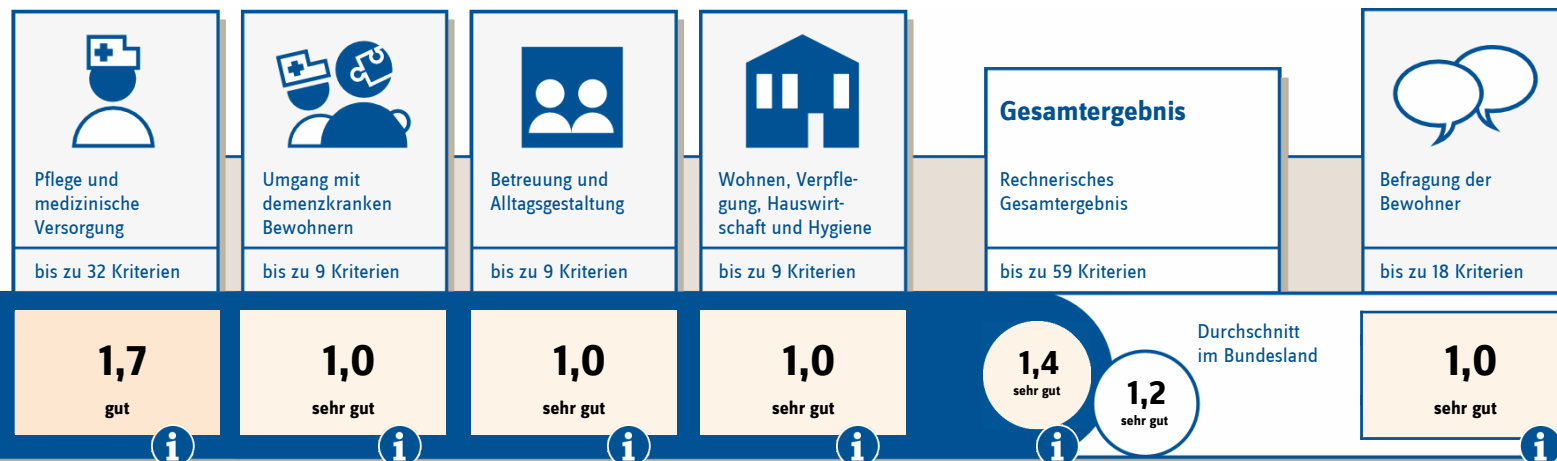 Pflege und
medizinische
Versorgung
bis zu 32 Kriterien
1,7
gut
Umgang mit
demenzkranken
Bewohnern
bis zu 9 Kriterien
1,0
sehr gut
Betreuung und
Alltagsgestaltung
bis zu 9 Kriterien
1,0
sehr gut
Wohnen, Verpfle-
gung, Hauswirt-
schaft und Hygiene
bis zu 9 Kriterien
1,0
sehr gut
Gesamtergebnis
Rechnerisches
Gesamtergebnis
bis zu 59 Kriterien
1,4
sehr gut
1,2
sehr gut
Durchschnitt
im Bundesland
Befragung der
Bewohner
bis zu 18 Kriterien
1,0
sehr gut